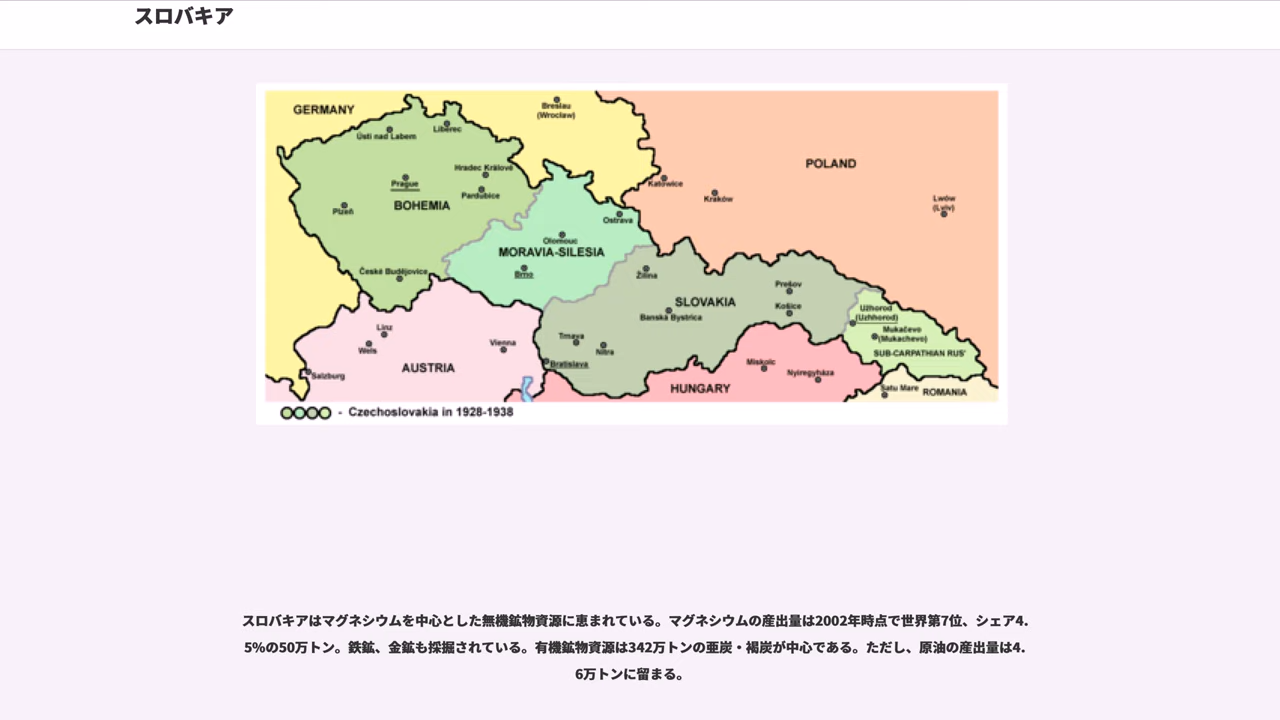 スロバキア
GERMANY
Breslau
(Wrocław)
Ústí nad Labem
Liberec
POLAND
Hradec Králové
Prague
Katowice
Pardubice
Kraków
Lwów
(Lviv)
Plzeň
BOHEMIA
Ostrava
Olomouc
MORAVIA-SILESIA
České Budějovice
Brno
Žilina
Prešov
SLOVAKIA
Košice
Banská Bystrica
Užhorod
(Uzhhorod)
Linz
Vienna
Trnava
Mukačevo
(Mukachevo)
Wels
Nitra
SUB-CARPATHIAN RUS'
Bratislava
AUSTRIA
Miskolc
Salzburg
Nyíregyháza
HUNGARY
Satu Mare
ROMANIA
- Czechoslovakia in 1928-1938
スロバキアはマグネシウムを中心とした無機鉱物資源に恵まれている。マグネシウムの産出量は2002年時点で世界第7位、シェア4.
5%の50万トン。鉄鉱、金鉱も採掘されている。有機鉱物資源は342万トンの亜炭・褐炭が中心である。ただし、原油の産出量は4.
6万トンに留まる。